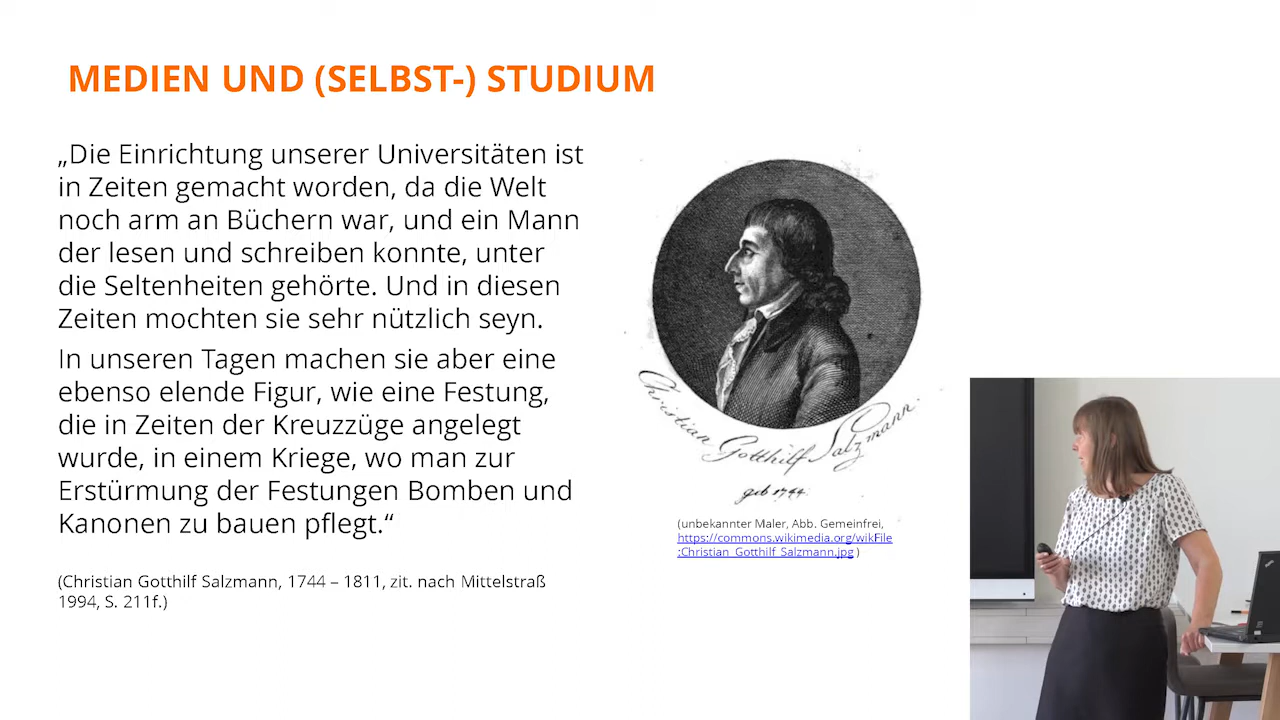 MEDIEN UND (SELBST-) STUDIUM
„Die Einrichtung unserer Universitäten ist
in Zeiten gemacht worden, da die Welt
noch arm an Büchern war, und ein Mann
der lesen und schreiben konnte, unter
die Seltenheiten gehörte. Und in diesen
Zeiten mochten sie sehr nützlich seyn.
In unseren Tagen machen sie aber eine
ebenso elende Figur, wie eine Festung,
die in Zeiten der Kreuzzüge angelegt
wurde, in einem Kriege, wo man zur
Erstürmung der Festungen Bomben und
Kanonen zu bauen pflegt.“
(Christian Gotthilf Salzmann, 1744 – 1811, zit. nach Mittelstraß
1994, S. 211f.)
Christian Gotthilf Salzmann.
geb 1744.
(unbekannter Maler, Abb. Gemeinfrei,
https://commons.wikimedia.org/wikFile
:Christian_Gotthilf_Salzmann.jpg )